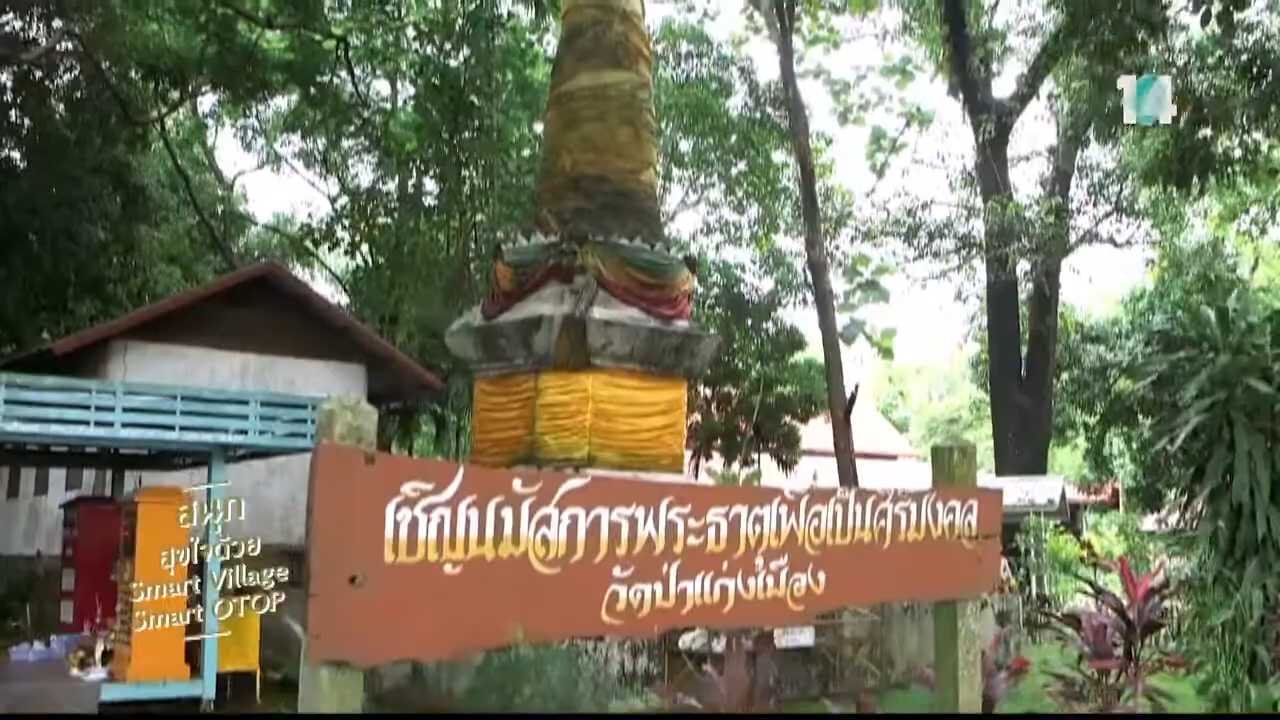 14
เชิญนมัสการพระธาตุเพื่อเป็นศิริมงคล
วัดป่าแก่งเมือง
สนุก
สุขใจด้วย
Smart Village
Smart OTOP